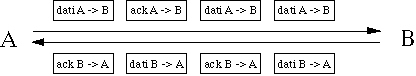 dati A -> B ack A -> B dati A -> B dati A -> B
A B
ack B -> A dati B -> A ack B -> A dati B -> A